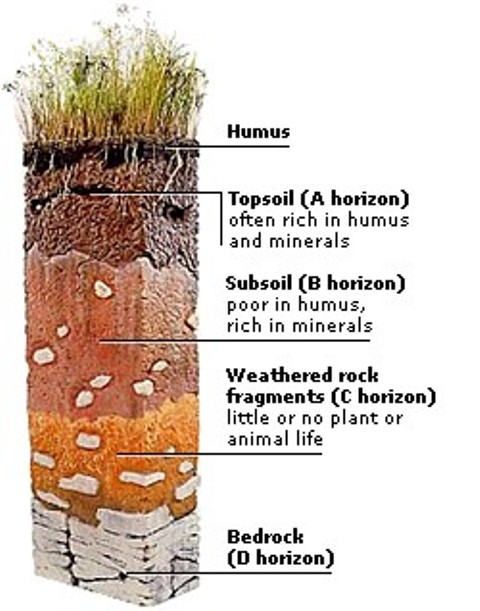 Humus
Topsoil (A horizon)
often rich in humus
and minerals
Subsoil (B horizon)
poor in humus,
rich in minerals
Weathered rock
fragments (C horizon)
little or no plant or
animal life
Bedrock
(D horizon)